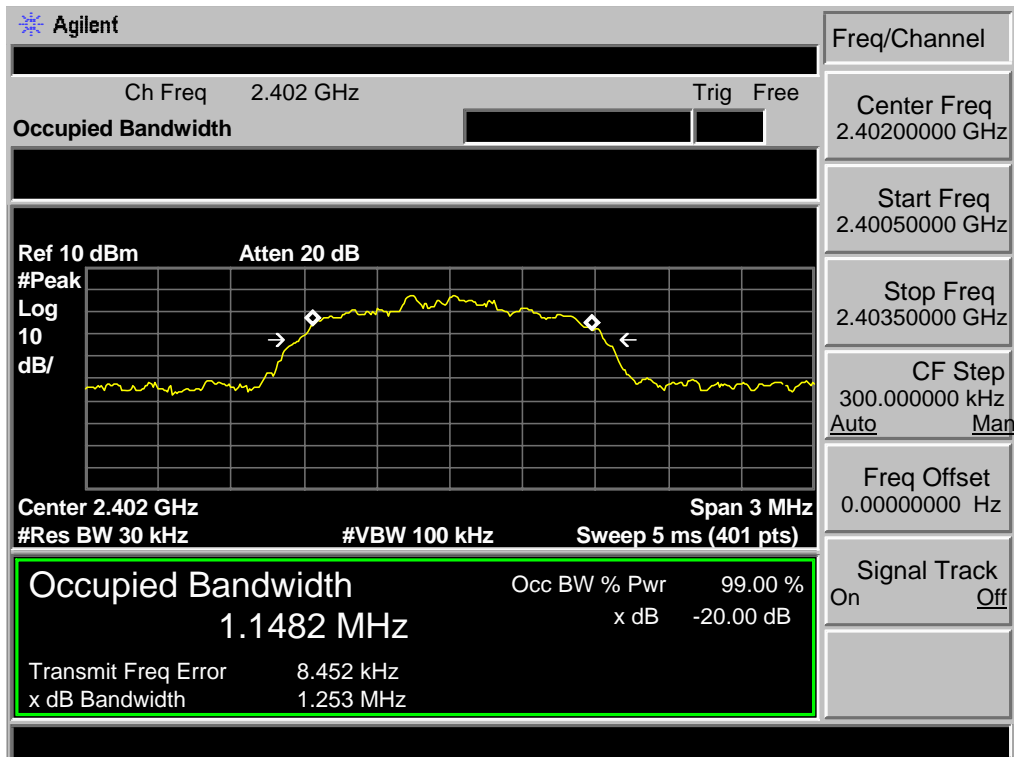 Agilent
Freq/Channel
Ch Freq 2.402 GHz Trig Free
Occupied Bandwidth
Center Freq
2.40200000 GHz
Start Freq
2.40050000 GHz
Ref 10 dBm Atten 20 dB
#Peak
Log
10
dB/
Stop Freq
2.40350000 GHz
CF Step
300.000000 kHz
Auto Man
Freq Offset
0.00000000 Hz
Center 2.402 GHz Span 3 MHz
#Res BW 30 kHz #VBW 100 kHz Sweep 5 ms (401 pts)
Signal Track
On Off
Occupied Bandwidth
1.1482 MHz
Occ BW % Pwr 99.00 %
x dB -20.00 dB
Transmit Freq Error 8.452 kHz
x dB Bandwidth 1.253 MHz